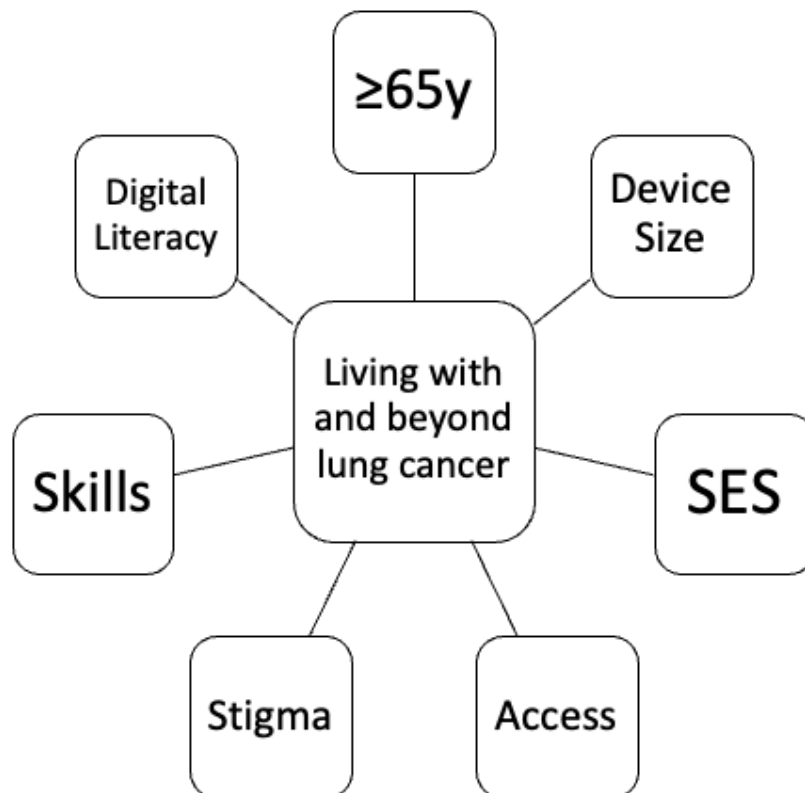 ≥65y
Digital
Literacy
Device
Size
Living with
and beyond
lung cancer
Skills
SES
Stigma
Access